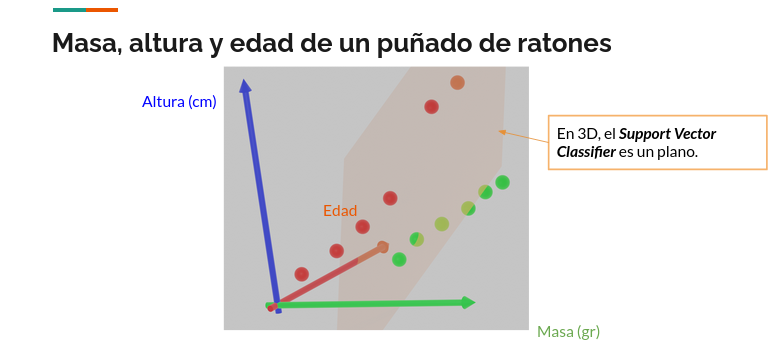 Masa, altura y edad de un puñado de ratones
Altura (cm)
En 3D, el Support Vector
Classifier es un plano.
Edad
Masa (gr)